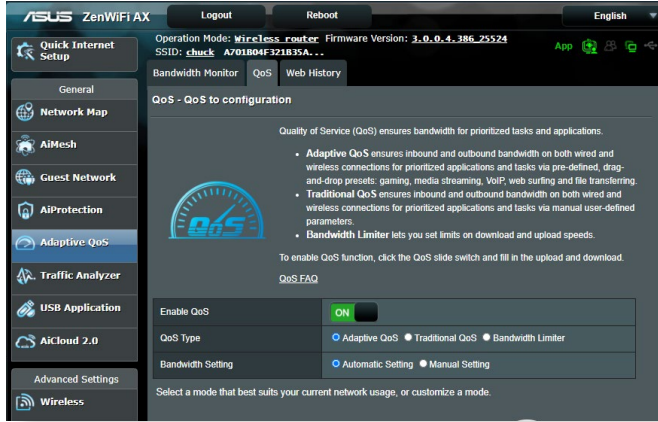 ASUS ZenWiFi AX Logout Reboot English
Quick Internet
Setup
Operation Mode: Wireless router Firmware Version: 3.0.0.4.386_25524
SSID: chuck A701B04F321B35A...
App
Bandwidth Monitor QoS Web History
General
Network Map
AiMesh
Guest Network
AiProtection
Adaptive QoS
Traffic Analyzer
USB Application
AiCloud 2.0
Advanced Settings
Wireless
QoS - QoS to configuration
QoS
Quality of Service (QoS) ensures bandwidth for prioritized tasks and applications.
• Adaptive QoS ensures inbound and outbound bandwidth on both wired and
wireless connections for prioritized applications and tasks via pre-defined, drag-
and-drop presets: gaming, media streaming, VoIP, web surfing and file transferring.
• Traditional QoS ensures inbound and outbound bandwidth on both wired and
wireless connections for prioritized applications and tasks via manual user-defined
parameters.
• Bandwidth Limiter lets you set limits on download and upload speeds.
To enable QoS function, click the QoS slide switch and fill in the upload and download.
QoS FAQ
Enable QoS ON
QoS Type Adaptive QoS Traditional QoS Bandwidth Limiter
Bandwidth Setting Automatic Setting Manual Setting
Select a mode that best suits your current network usage, or customize a mode.